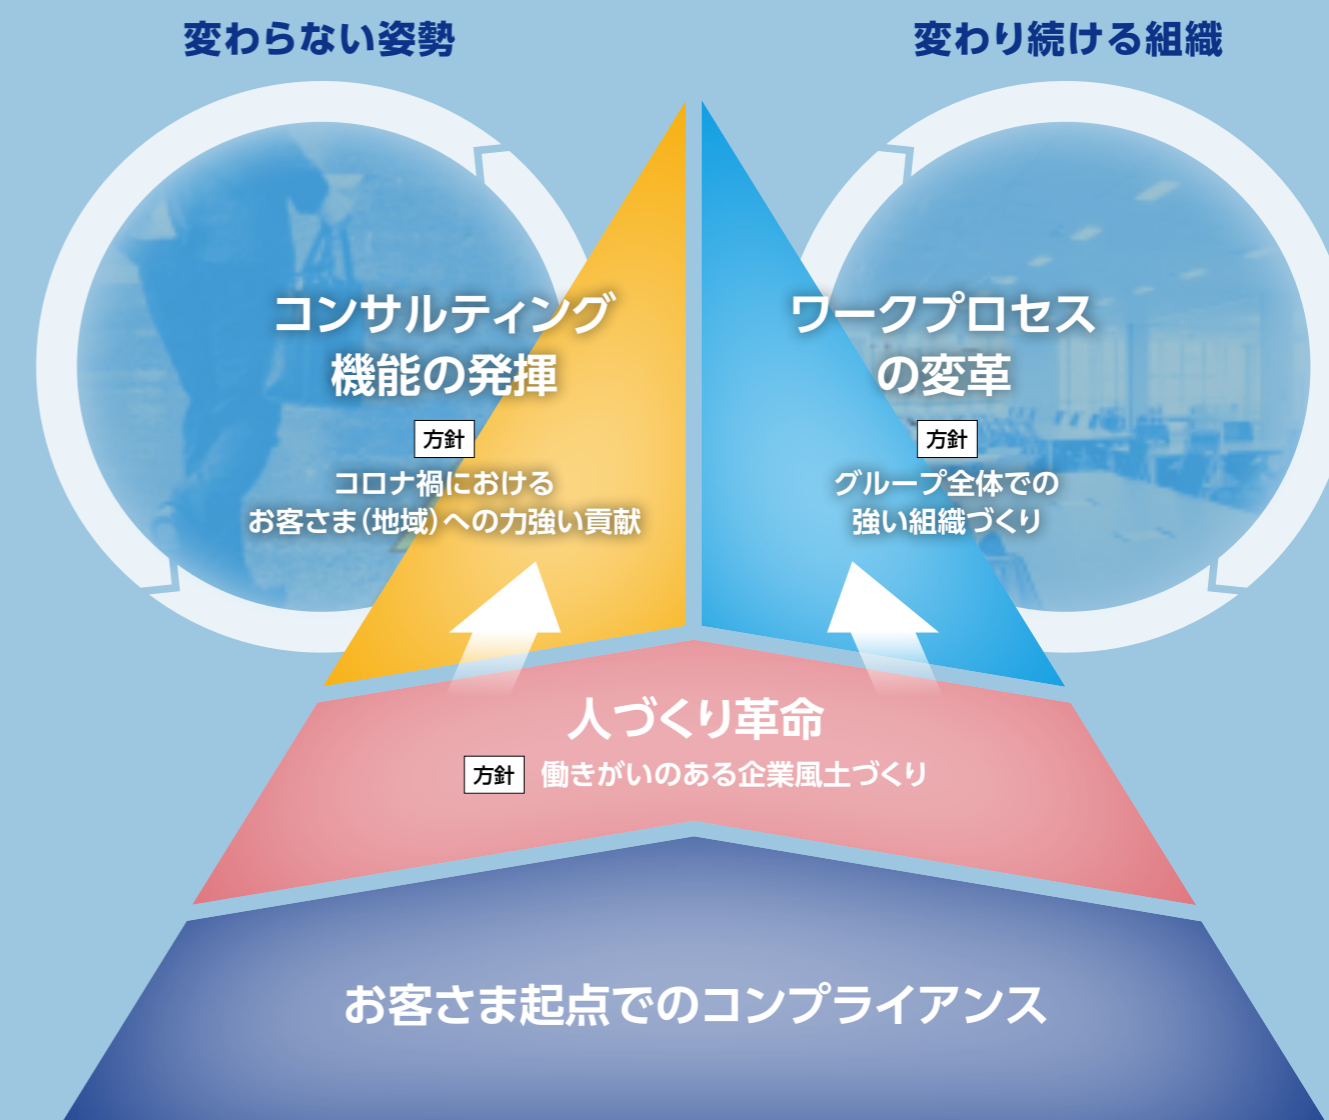 変わらない姿勢
変わり続ける組織
コンサルティング
機能の発揮
方針
コロナ禍における
お客さま(地域)への力強い貢献
ワークプロセス
の変革
方針
グループ全体での
強い組織づくり
人づくり革命
方針 働きがいのある企業風土づくり
お客さま起点でのコンプライアンス